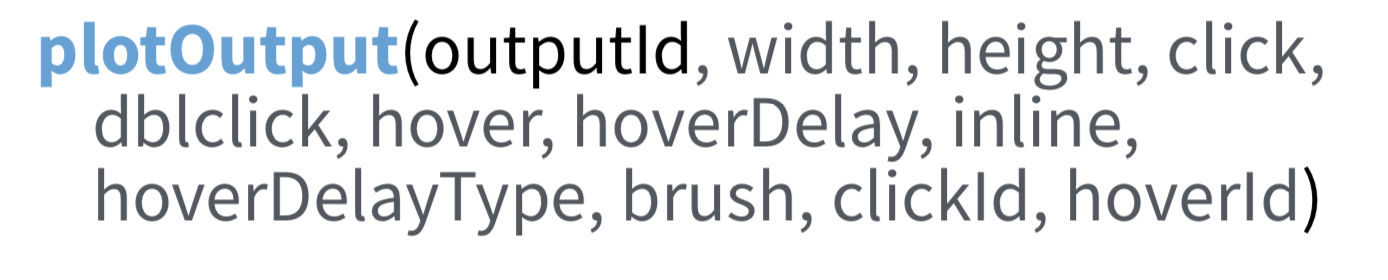 plotOutput(outputId, width, height, click,
dblclick, hover, hoverDelay, inline,
hoverDelayType, brush, clickId, hoverId)